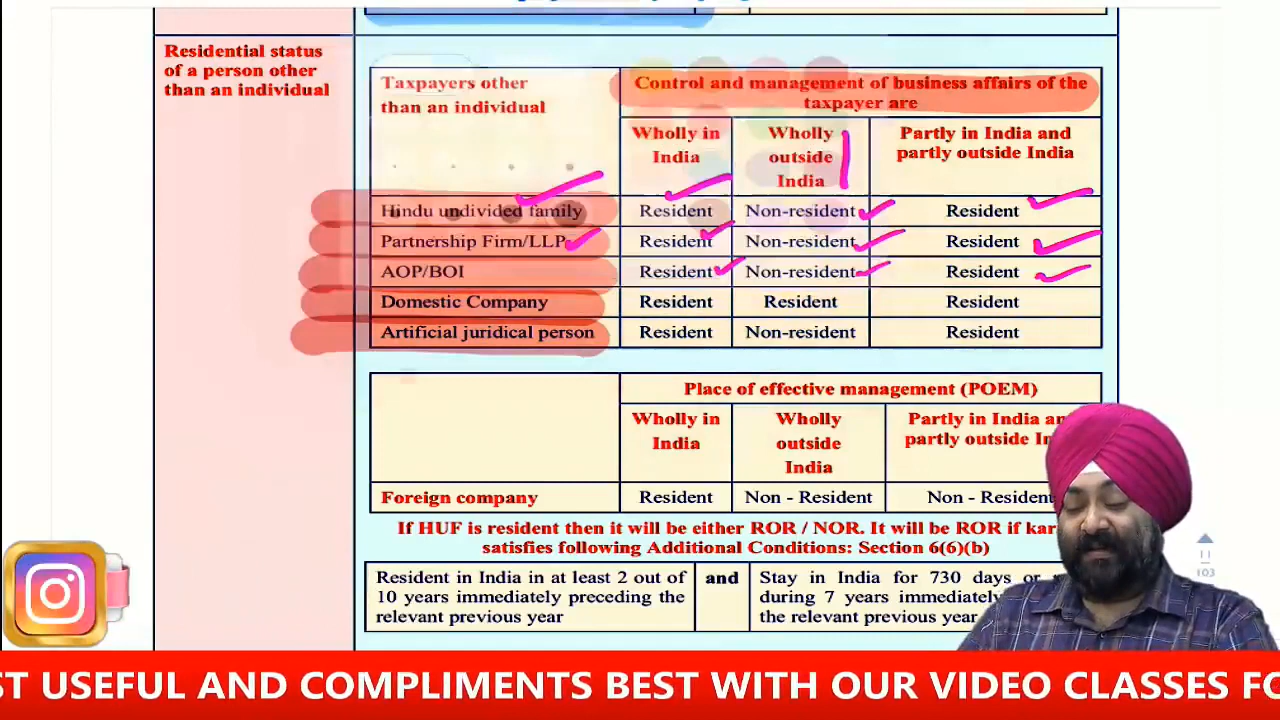 Residential status
of a person other
than an individual
Taxpayers other
than an individual
Control and management of business affairs of the
taxpayer are
Wholly in
India
Wholly
outside
India
Partly in India and
partly outside India
Hindu undivided family
Resident
Non-resident
Resident
Partnership Firm/LLP
Resident
Non-resident
Resident
AOP/BOI
Resident
Non-resident
Resident
Domestic Company
Resident
Resident
Resident
Artificial juridical person
Resident
Non-resident
Resident
Place of effective management (POEM)
Wholly in
India
Wholly
outside
India
Partly in India
partly outside
Foreign company
Resident
Non - Resident
Non - Resident
If HUF is resident then it will be either ROR / NOR. It will be ROR if
satisfies following Additional Conditions: Section 6(6)(b)
Resident in India in at least 2 out of
10 years immediately preceding the
relevant previous year
and
Stay in India for 730 days or
during 7 years immediately
the relevant previous year
11
103
USEFUL AND COMPLIMENTS BEST WITH OUR VIDEO CLASSES